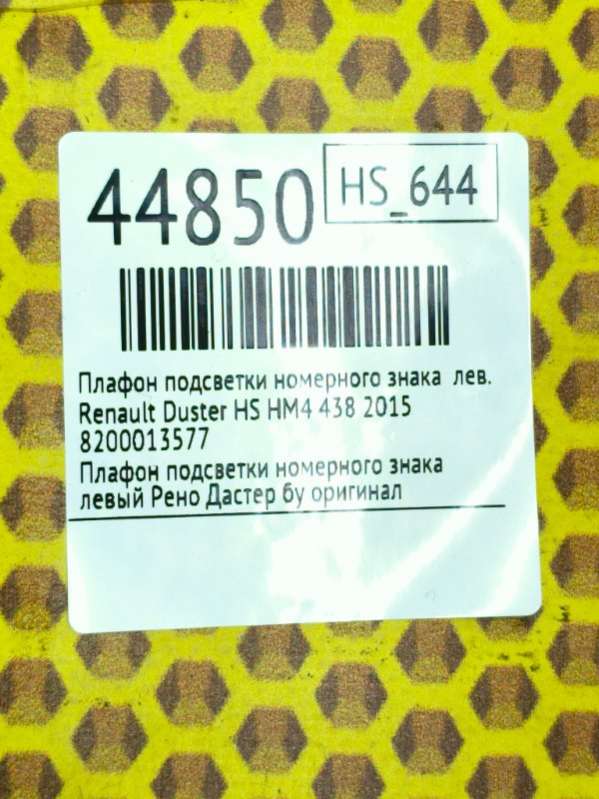 44850
HS_644
Плафон подсветки номерного знака лев.
Renault Duster HS HM4 438 2015
8200013577
Плафон подсветки номерного знака
левый Рено Дастер бу оригинал